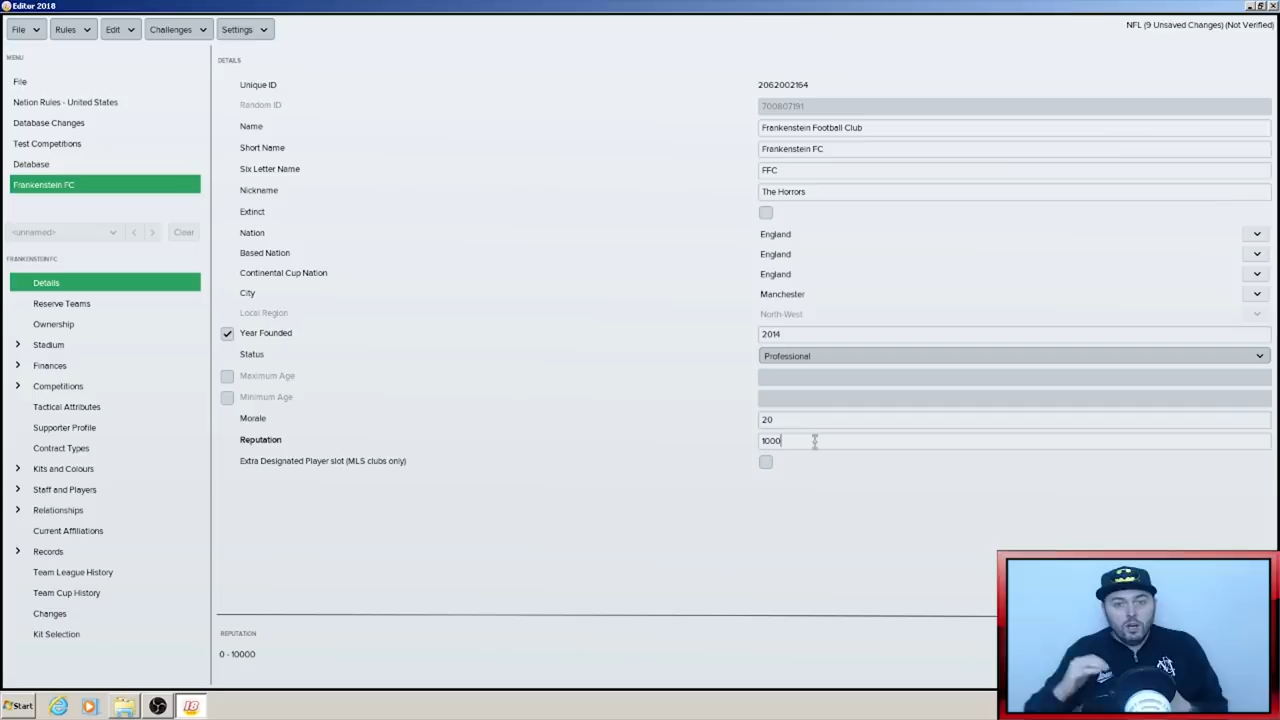 Editor 2018
File Rules Edit Challenges Settings
NFL (9 Unsaved Changes) (Not Verified)
MENU
File
Nation Rules - United States
Database Changes
Test Competitions
Database
Frankenstein FC
<unnamed> Clear
FRANKENSTEIN FC
Details
Reserve Teams
Ownership
Stadium
Finances
Competitions
Tactical Attributes
Supporter Profile
Contract Types
Kits and Colours
Staff and Players
Relationships
Current Affiliations
Records
Team League History
Team Cup History
Changes
Kit Selection
DETAILS
Unique ID 2062002164
Random ID 700807191
Name Frankenstein Football Club
Short Name Frankenstein FC
Six Letter Name FFC
Nickname The Horrors
Extinct
Nation England
Based Nation England
Continental Cup Nation England
City Manchester
Local Region North-West
Year Founded 2014
Status Professional
Maximum Age
Minimum Age
Morale 20
Reputation 1000
Extra Designated Player slot (MLS clubs only)
REPUTATION
0 - 10000
Start 18